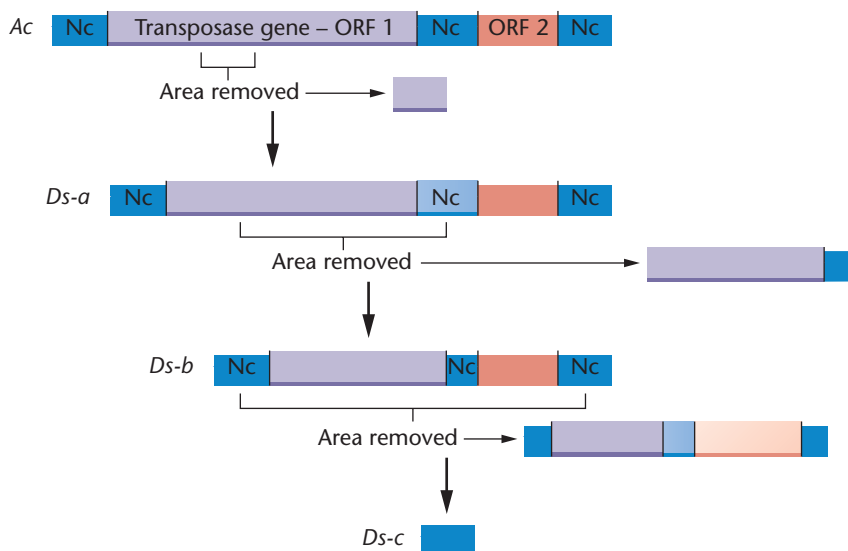 Ac Nc Transposase gene – ORF 1 Nc ORF 2 Nc
Area removed
Ds-a Nc Nc Nc
Area removed
Ds-b Nc Nc Nc
Area removed
Ds-c